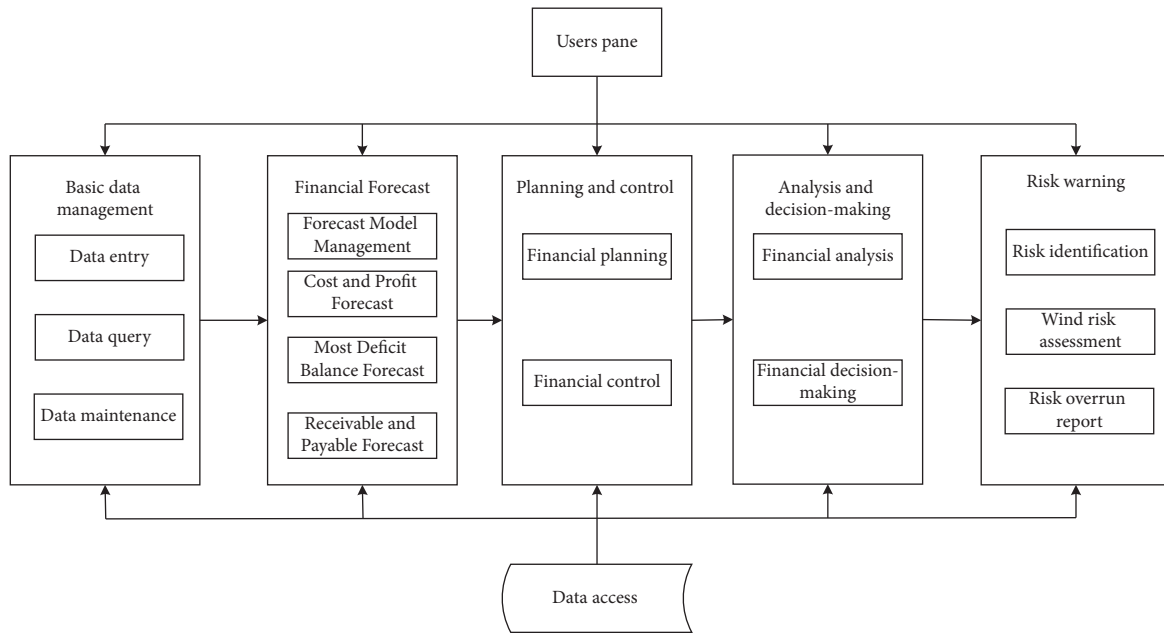 Users pane
Basic data
management
Data entry
Data query
Data maintenance
Financial Forecast
Forecast Model
Management
Cost and Profit
Forecast
Most Deficit
Balance Forecast
Receivable and
Payable Forecast
Planning and control
Financial planning
Financial control
Analysis and
decision-making
Financial analysis
Financial decision-
making
Risk warning
Risk identification
Wind risk
assessment
Risk overrun
report
Data access